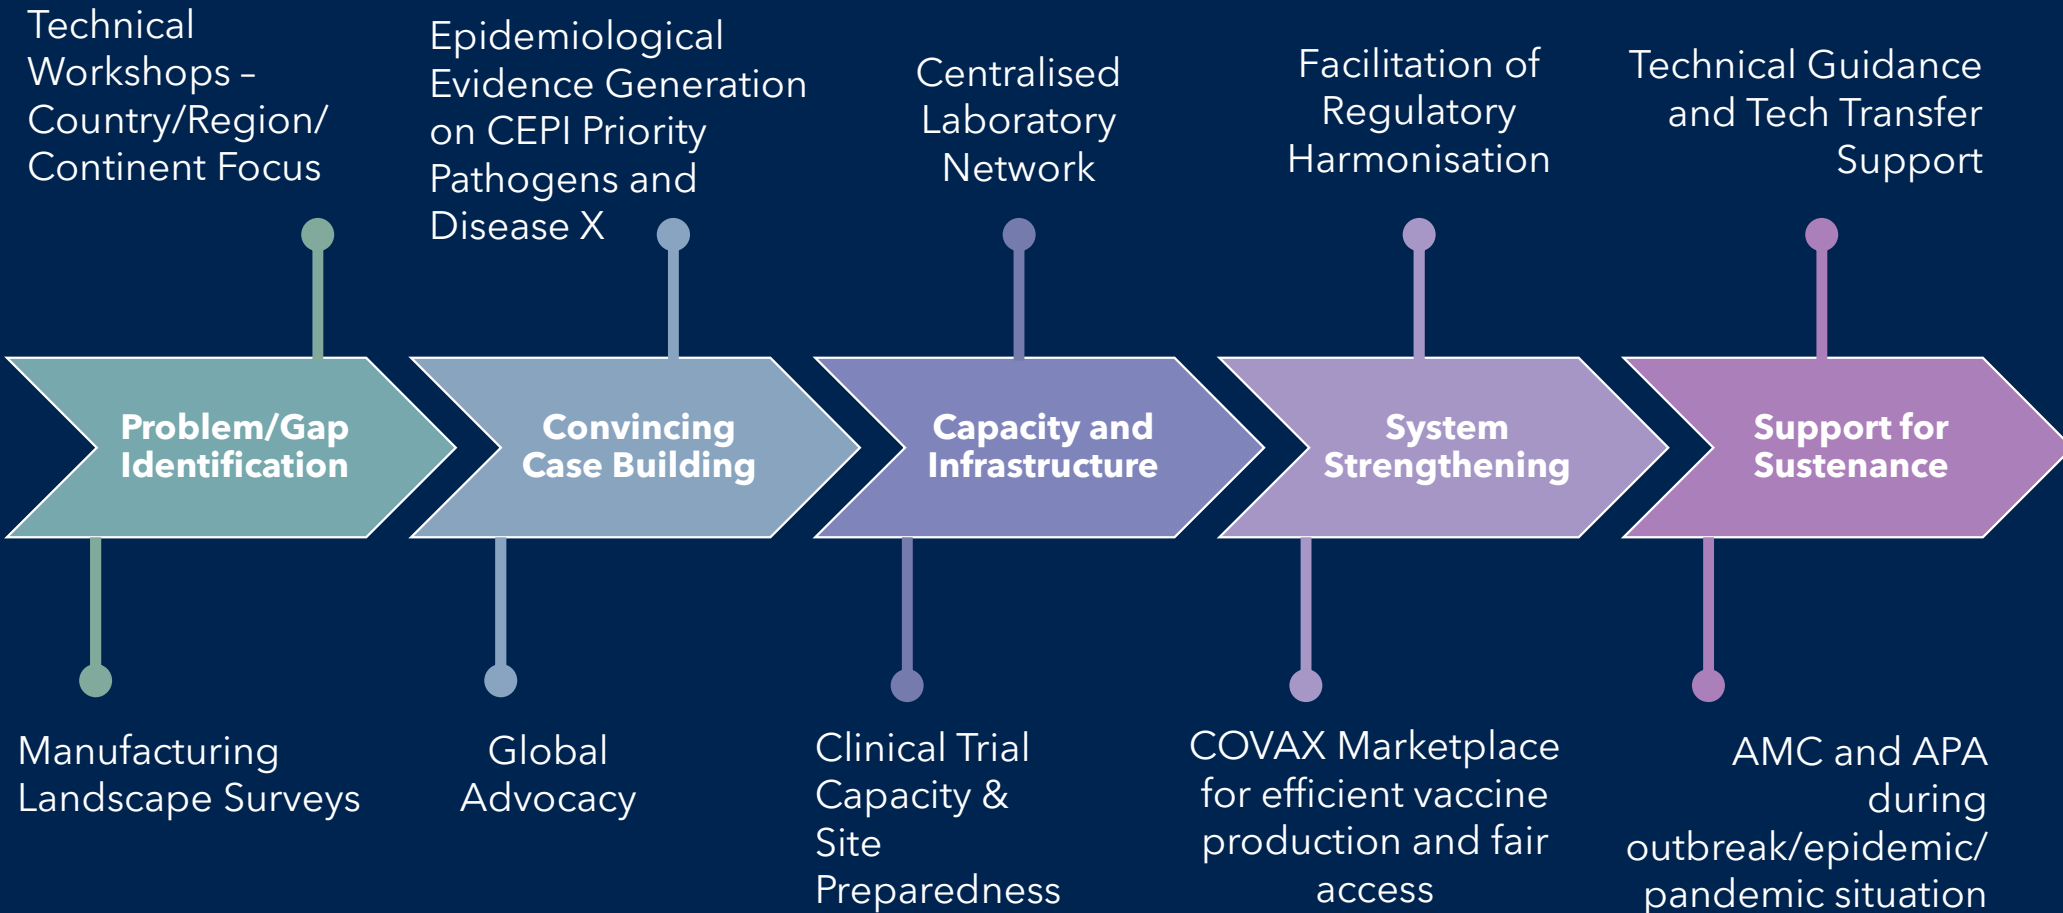 Technical
Workshops –
Country/Region/
Continent Focus
Epidemiological
Evidence Generation
on CEPI Priority
Pathogens and
Disease X
Centralised
Laboratory
Network
Facilitation of
Regulatory
Harmonisation
Technical Guidance
and Tech Transfer
Support
Problem/Gap
Identification
Convincing
Case Building
Capacity and
Infrastructure
System
Strengthening
Support for
Sustenance
Manufacturing
Landscape Surveys
Global
Advocacy
Clinical Trial
Capacity &
Site
Preparedness
COVAX Marketplace
for efficient vaccine
production and fair
access
AMC and APA
during
outbreak/epidemic/
pandemic situation